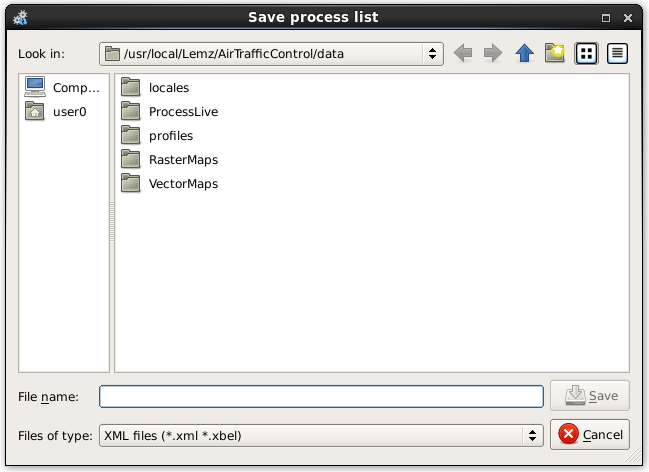 Save process list
Look in: /usr/local/Lemz/AirTrafficControl/data
Comp...
user0
locales
ProcessLive
profiles
RasterMaps
VectorMaps
File name: Save
Files of type: XML files (*.xml *.xbel) Cancel